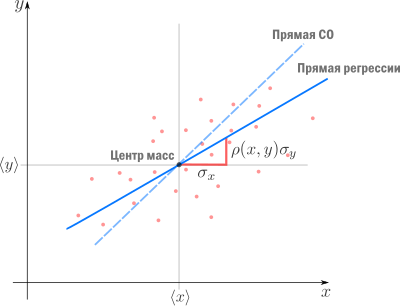 y
Прямая СО
Прямая регрессии
Центр масс
⟨y⟩
ρ(x, y)σ_y
σ_x
⟨x⟩
x